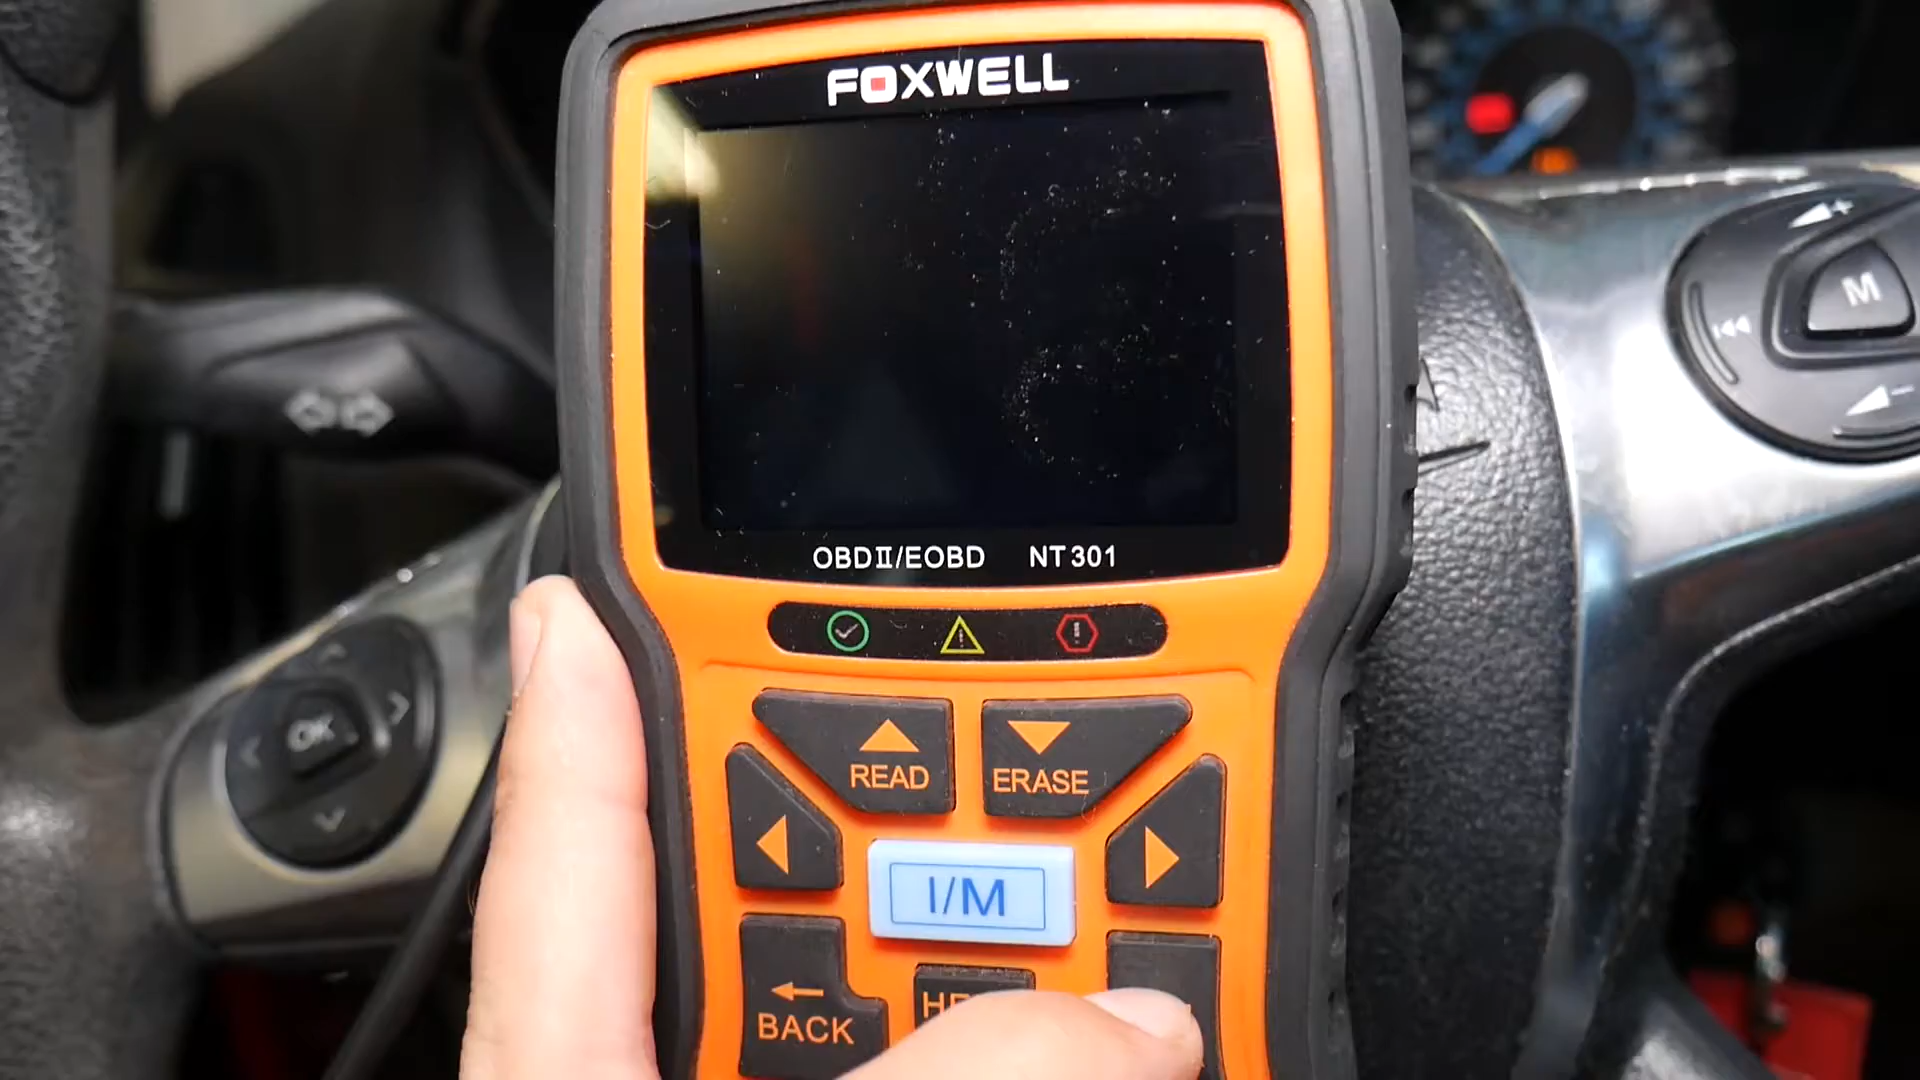 FOXWELL
OBDⅡ/EOBD NT301
READ
ERASE
I/M
BACK
OK
M